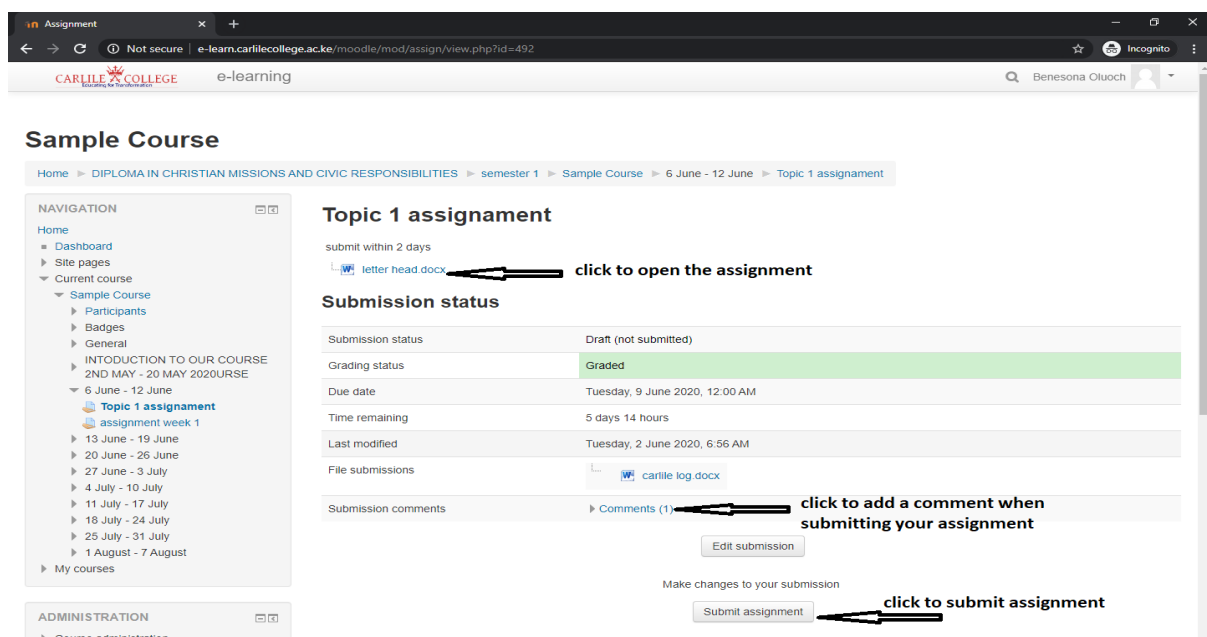 Assignment
Not secure | e-learn.carlilecollege.ac.ke/moodle/mod/assign/view.php?id=492
Incognito
CARLILE COLLEGE
Educating for Transformation
e-learning
Benesona Oluoch
Sample Course
Home ▶ DIPLOMA IN CHRISTIAN MISSIONS AND CIVIC RESPONSIBILITIES ▶ semester 1 ▶ Sample Course ▶ 6 June - 12 June ▶ Topic 1 assignament
NAVIGATION
Home
Dashboard
Site pages
Current course
Sample Course
Participants
Badges
General
INTODUCTION TO OUR COURSE
2ND MAY - 20 MAY 2020URSE
6 June - 12 June
Topic 1 assignament
assignment week 1
13 June - 19 June
20 June - 26 June
27 June - 3 July
4 July - 10 July
11 July - 17 July
18 July - 24 July
25 July - 31 July
1 August - 7 August
My courses
ADMINISTRATION
Course administration
Topic 1 assignament
submit within 2 days
letter head.docx
click to open the assignment
Submission status
Submission status Draft (not submitted)
Grading status Graded
Due date Tuesday, 9 June 2020, 12:00 AM
Time remaining 5 days 14 hours
Last modified Tuesday, 2 June 2020, 6:56 AM
File submissions carlile log.docx
Submission comments Comments (1)
click to add a comment when
submitting your assignment
Edit submission
Make changes to your submission
Submit assignment
click to submit assignment